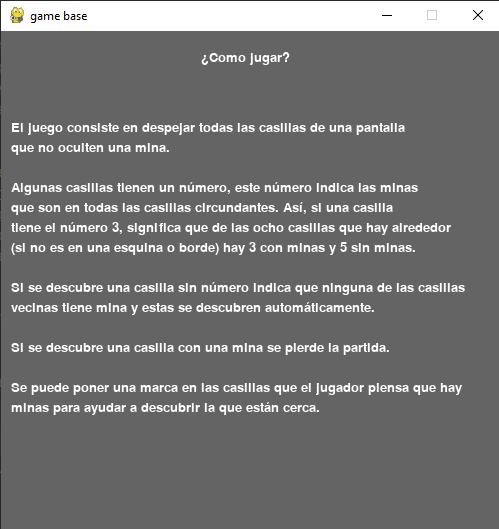 game base
¿Como jugar?
El juego consiste en despejar todas las casillas de una pantalla
que no oculten una mina.
Algunas casillas tienen un número, este número indica las minas
que son en todas las casillas circundantes. Así, si una casilla
tiene el número 3, significa que de las ocho casillas que hay alrededor
(si no es en una esquina o borde) hay 3 con minas y 5 sin minas.
Si se descubre una casilla sin número indica que ninguna de las casillas
vecinas tiene mina y estas se descubren automáticamente.
Si se descubre una casilla con una mina se pierde la partida.
Se puede poner una marca en las casillas que el jugador piensa que hay
minas para ayudar a descubrir la que están cerca.